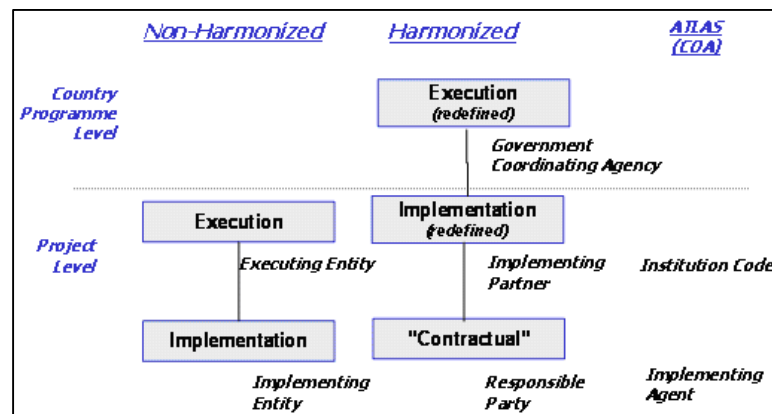 Non-Harmonized
Harmonized
ATLAS
(COA)
Country
Programme
Level
Execution
(redefined)
Government
Coordinating Agency
Project
Level
Execution
Implementation
(redefined)
Executing Entity
Implementing
Partner
Institution Code
Implementation
"Contractual"
Implementing
Entity
Responsible
Party
Implementing
Agent